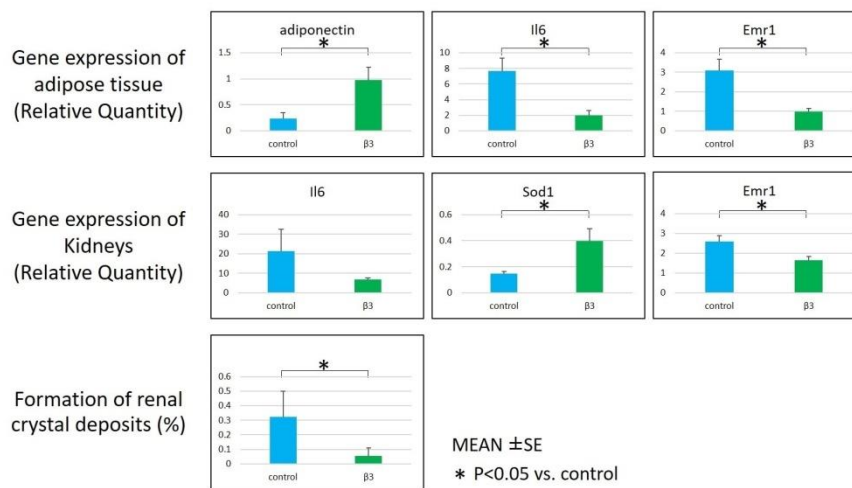 Gene expression of
adipose tissue
(Relative Quantity)
adiponectin
*
1.5
1
0.5
0
control β3
Il6
*
10
8
6
4
2
0
control β3
Emr1
*
4
3
2
1
0
control β3
Gene expression of
Kidneys
(Relative Quantity)
Il6
40
30
20
10
0
control β3
Sod1
*
0.6
0.4
0.2
0
control β3
Emr1
*
4
3
2
1
0
control β3
Formation of renal
crystal deposits (%)
*
0.6
0.5
0.4
0.3
0.2
0.1
0
control β3
MEAN ±SE
* P<0.05 vs. control